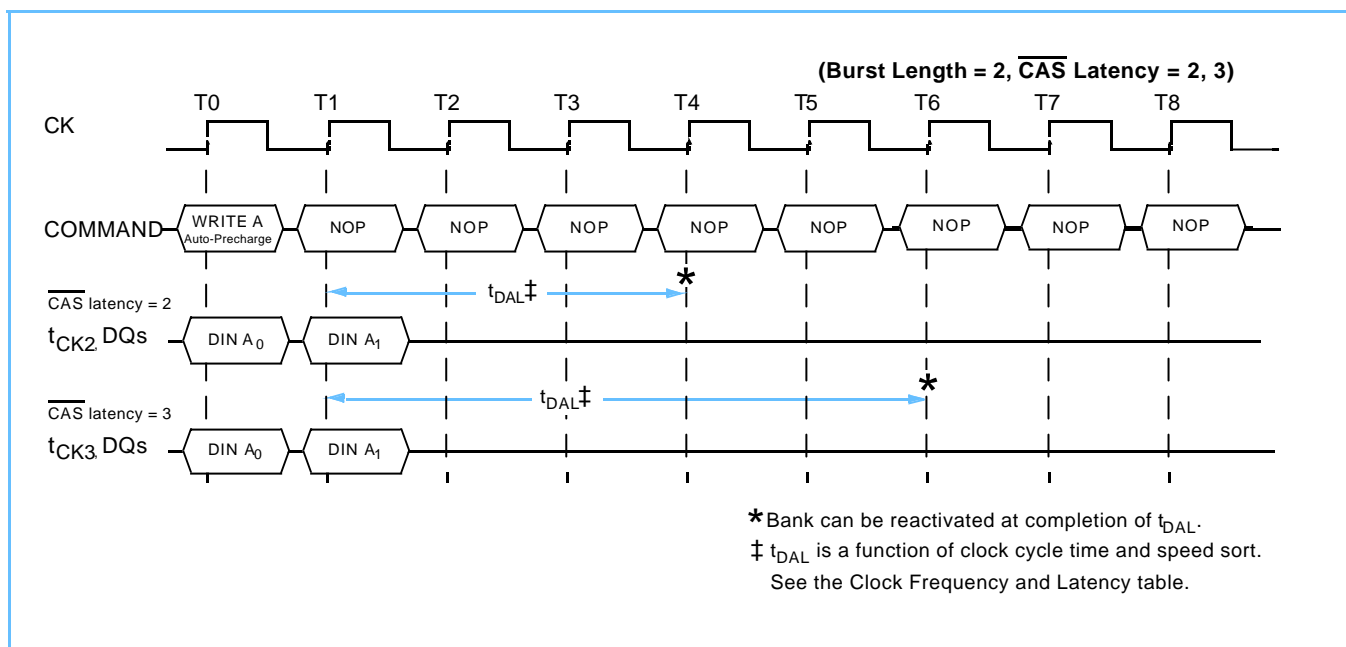 (Burst Length = 2, CAS Latency = 2, 3)
T0 T1 T2 T3 T4 T5 T6 T7 T8
CK
COMMAND WRITE A NOP NOP NOP NOP NOP NOP NOP NOP
Auto-Precharge
*
tDAL‡
CAS latency = 2
tCK2, DQs DIN A0 DIN A1
*
tDAL‡
CAS latency = 3
tCK3, DQs DIN A0 DIN A1
* Bank can be reactivated at completion of tDAL.
‡ tDAL is a function of clock cycle time and speed sort.
See the Clock Frequency and Latency table.